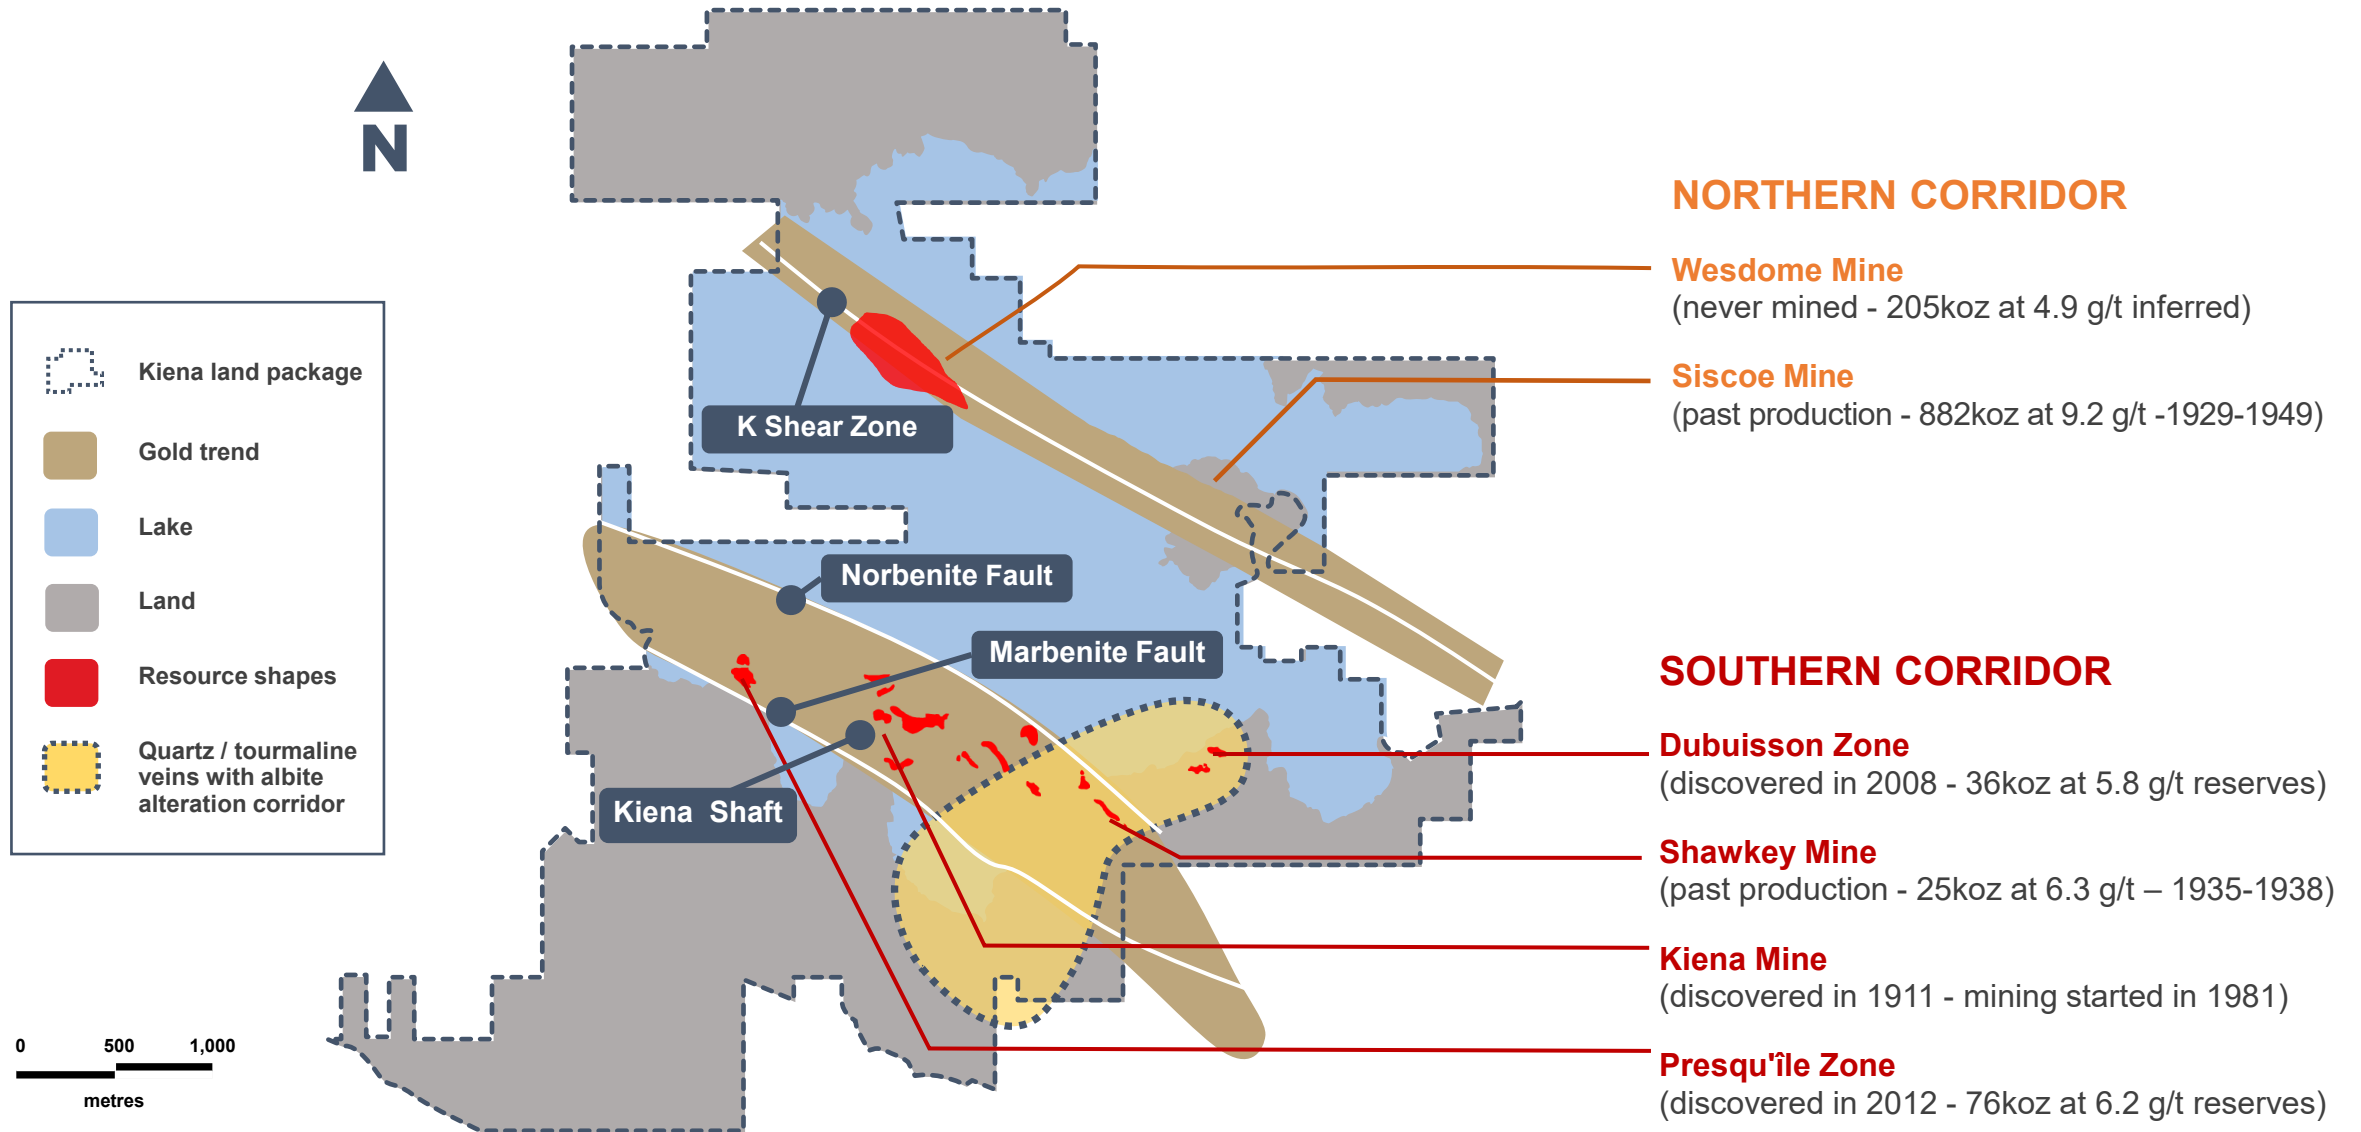 N
Kiena land package
Gold trend
Lake
Land
Resource shapes
Quartz / tourmaline
veins with albite
alteration corridor
0 500 1,000
metres
K Shear Zone
Norbenite Fault
Marbenite Fault
Kiena Shaft
NORTHERN CORRIDOR
Wesdome Mine
(never mined - 205koz at 4.9 g/t inferred)
Siscoe Mine
(past production - 882koz at 9.2 g/t -1929-1949)
SOUTHERN CORRIDOR
Dubuisson Zone
(discovered in 2008 - 36koz at 5.8 g/t reserves)
Shawkey Mine
(past production - 25koz at 6.3 g/t – 1935-1938)
Kiena Mine
(discovered in 1911 - mining started in 1981)
Presqu'île Zone
(discovered in 2012 - 76koz at 6.2 g/t reserves)